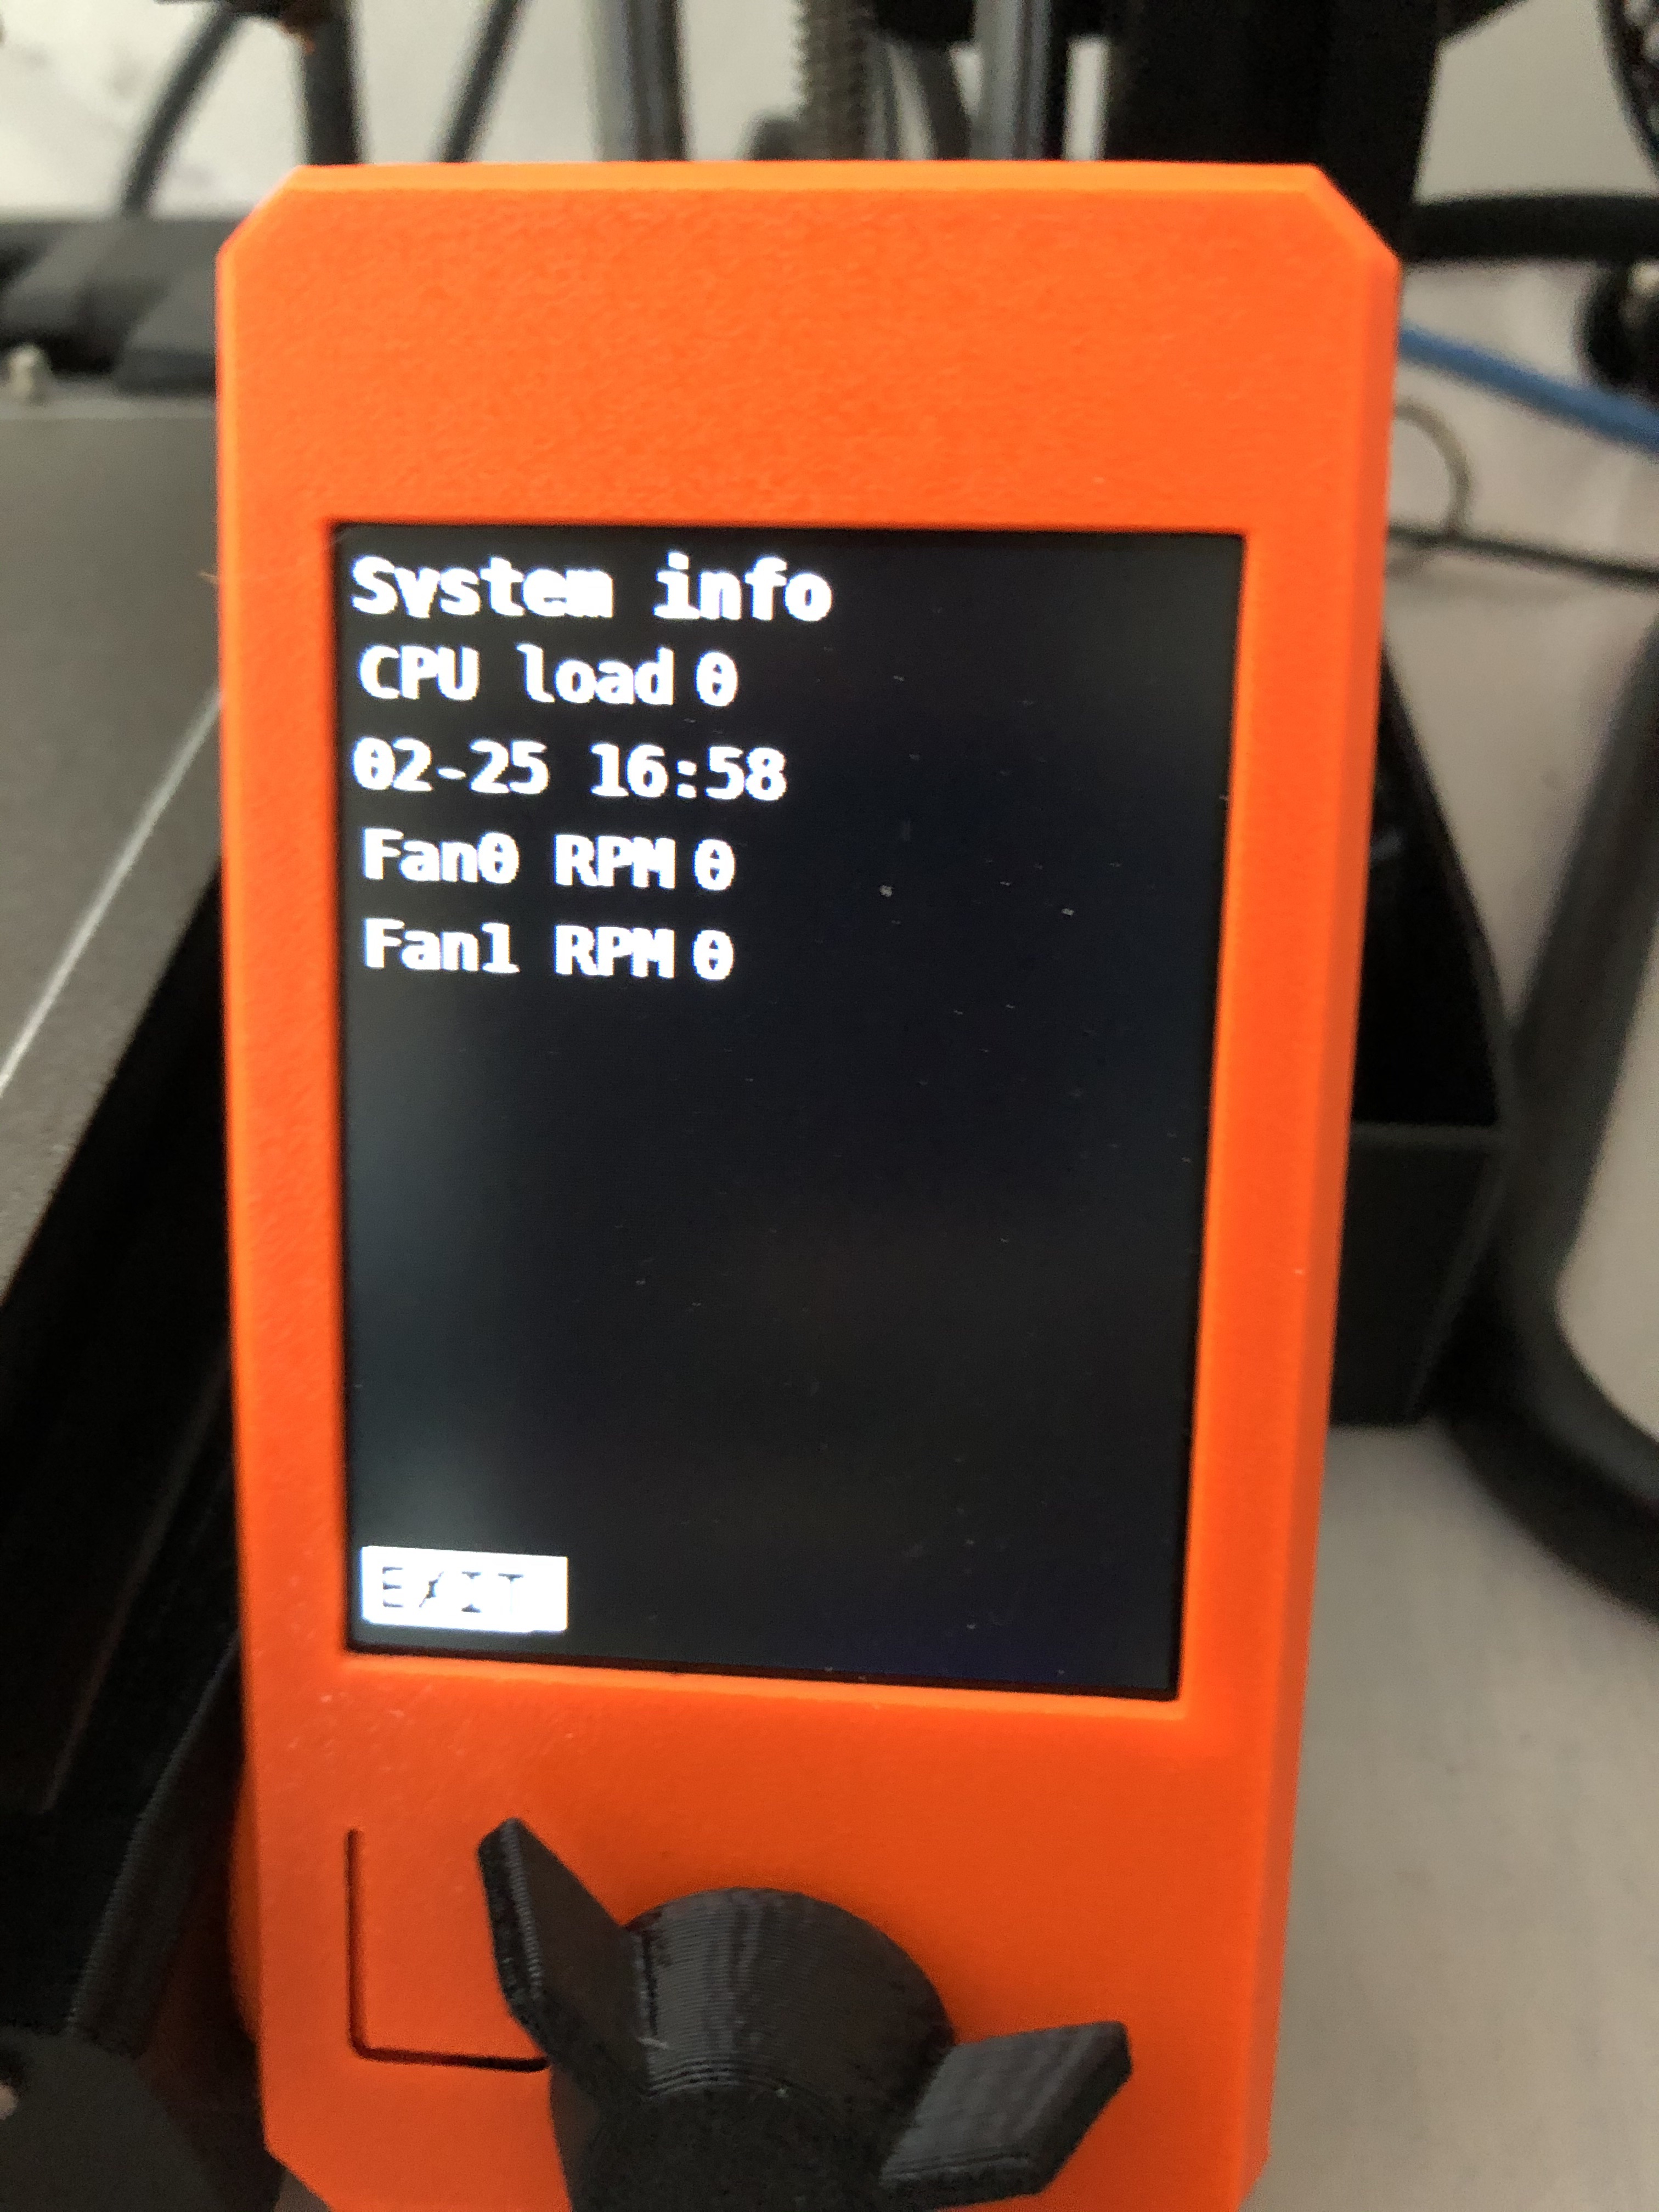 System info
CPU load 0
02-25 16:58
Fan0 RPM 0
Fan1 RPM 0
EXIT